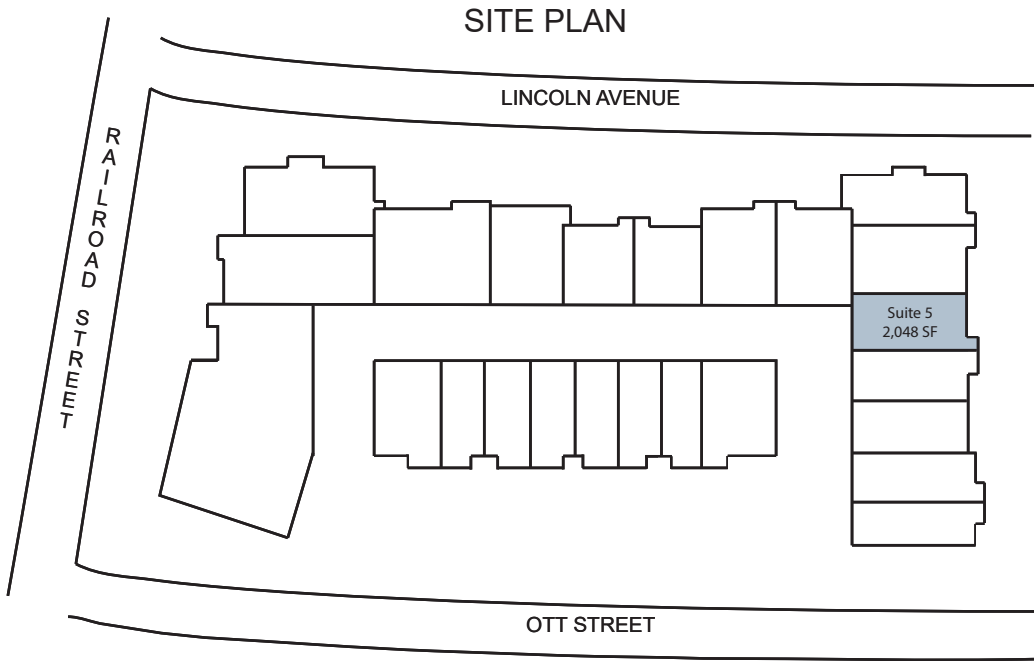 SITE PLAN
LINCOLN AVENUE
RAILROAD STREET
Suite 5
2,048 SF
OTT STREET